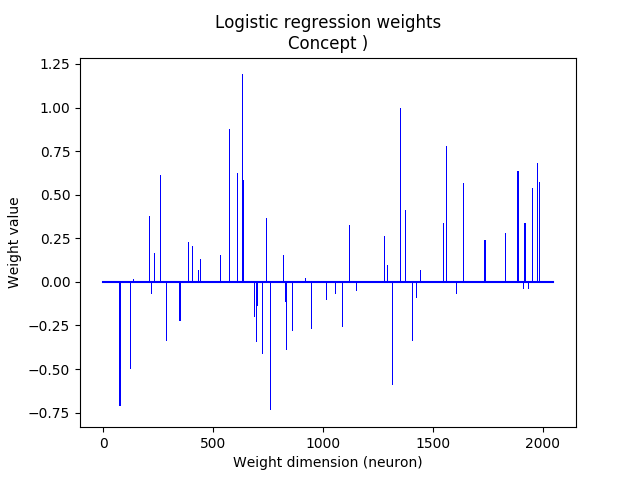 Logistic regression weights
Concept )
1.25
1.00
0.75
0.50
0.25
0.00
−0.25
−0.50
−0.75
Weight value
0 500 1000 1500 2000
Weight dimension (neuron)